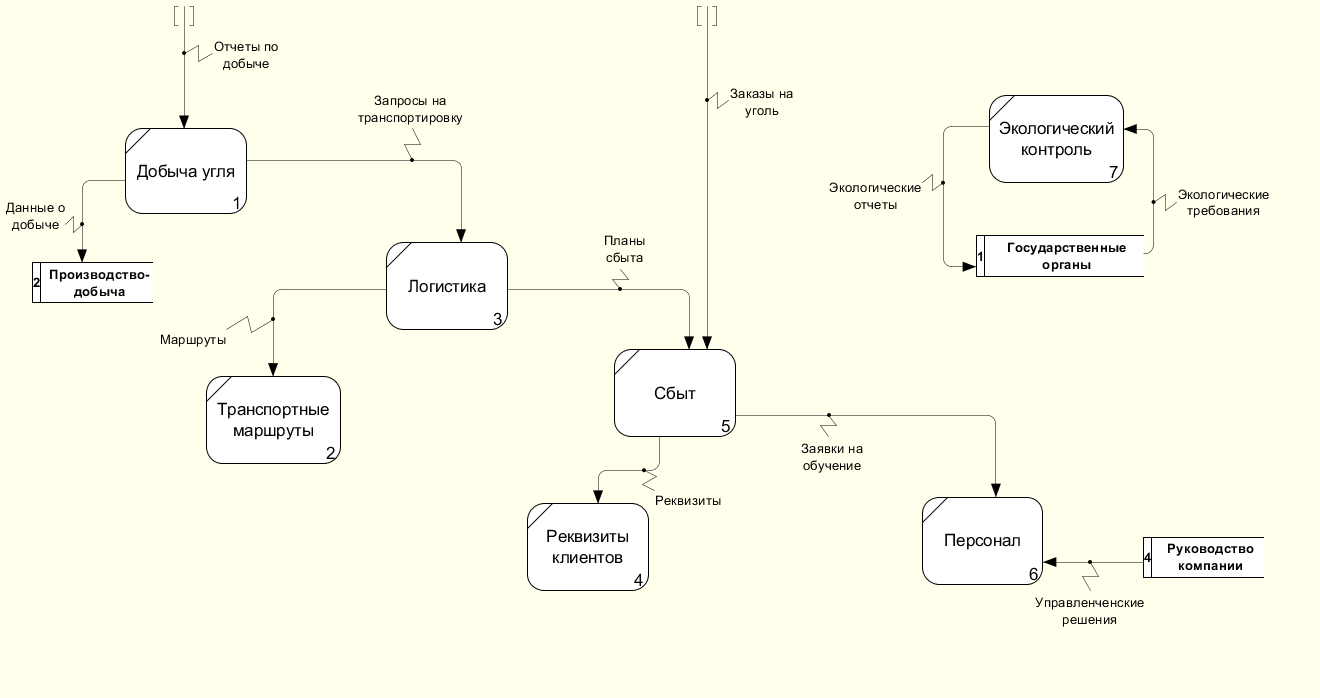 Отчеты по
добыче
Запросы на
транспортировку
Заказы на
уголь
Экологический
контроль
7
Добыча угля
1
Экологические
отчеты
Экологические
требования
Данные о
добыче
2
Производство-
добыча
Планы
сбыта
1
Государственные
органы
Логистика
3
Маршруты
Транспортные
маршруты
2
Сбыт
5
Заявки на
обучение
Реквизиты
Реквизиты
клиентов
4
Персонал
6
4
Руководство
компании
Управленченские
решения